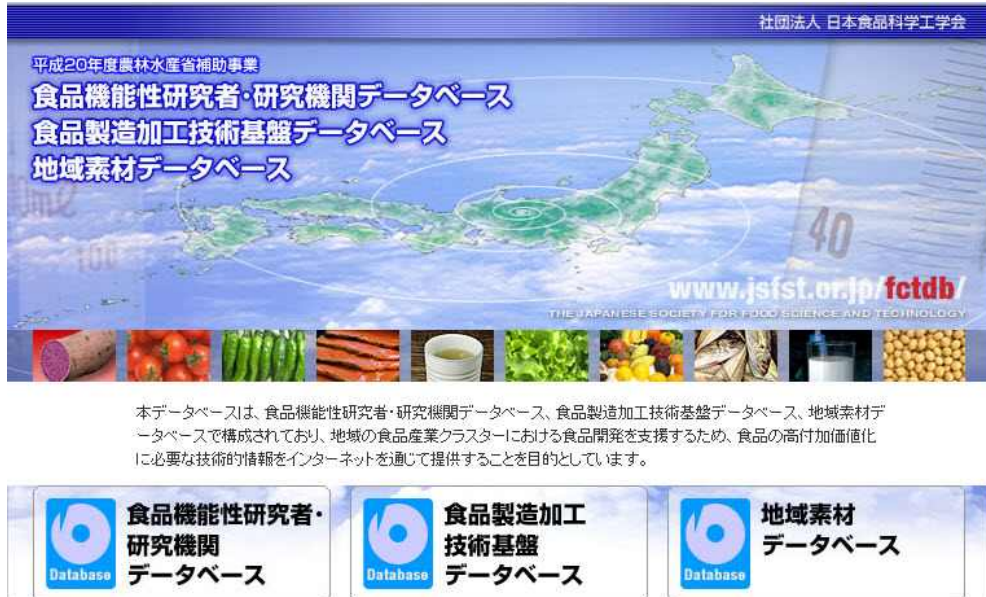 社団法人 日本食品科学工学会
平成20年度農林水産省補助事業
食品機能性研究者・研究機関データベース
食品製造加工技術基盤データベース
地域素材データベース
100
40
www.jsfst.or.jp/fctdb/
THE JAPANESE SOCIETY FOR FOOD SCIENCE AND TECHNOLOGY
本データベースは、食品機能性研究者・研究機関データベース、食品製造加工技術基盤データベース、地域素材デ
ータベースで構成されており、地域の食品産業クラスターにおける食品開発を支援するため、食品の高付加価値化
に必要な技術的情報をインターネットを通じて提供することを目的としています。
食品機能性研究者・
研究機関
データベース
Database
食品製造加工
技術基盤
データベース
Database
地域素材
データベース
Database